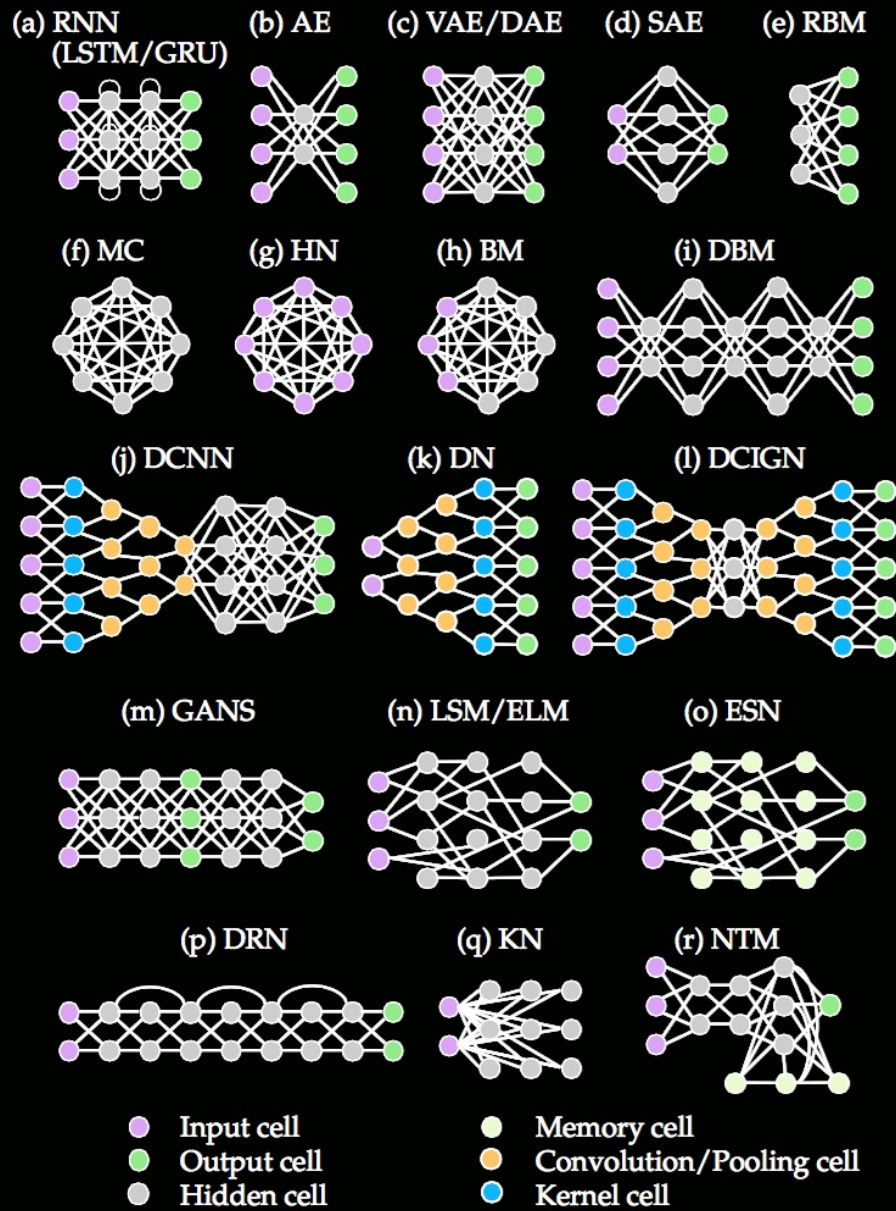 (a) RNN
(LSTM/GRU)
(b) AE
(c) VAE/DAE
(d) SAE
(e) RBM
(f) MC
(g) HN
(h) BM
(i) DBM
(j) DCNN
(k) DN
(l) DCIGN
(m) GANS
(n) LSM/ELM
(o) ESN
(p) DRN
(q) KN
(r) NTM
Input cell
Output cell
Hidden cell
Memory cell
Convolution/Pooling cell
Kernel cell